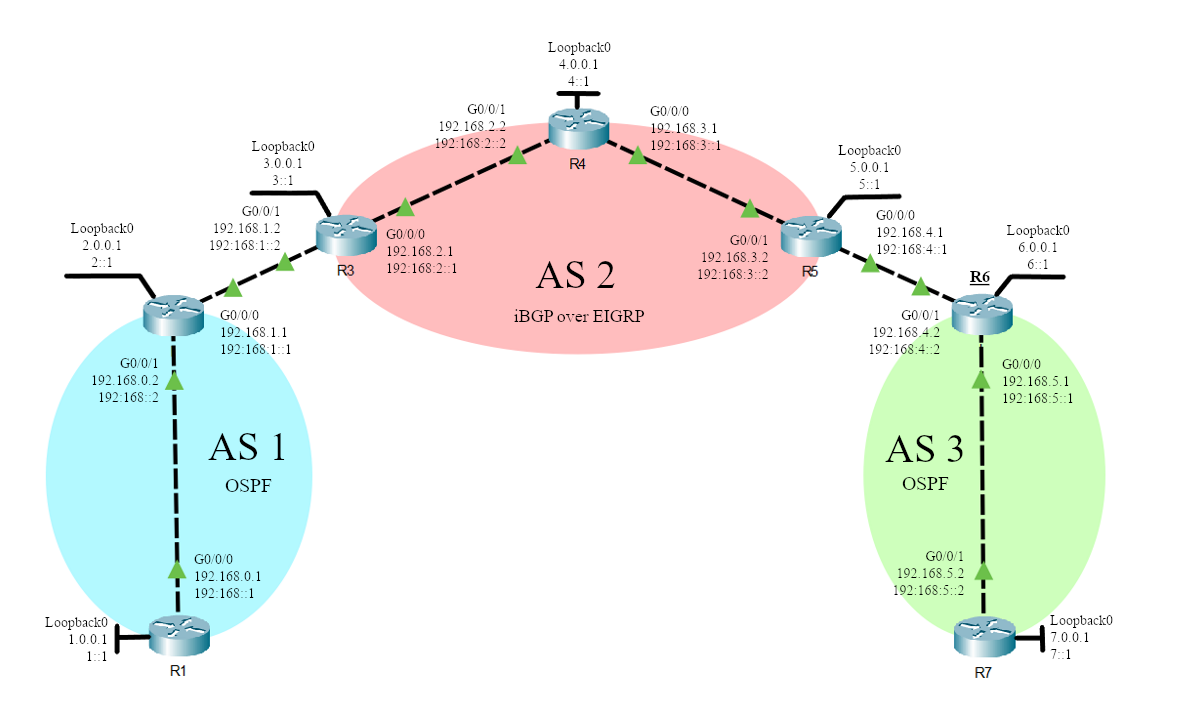 Loopback0
4.0.0.1
4::1
G0/0/1
192.168.2.2
192:168:2::2
G0/0/0
192.168.3.1
192:168:3::1
R4
Loopback0
3.0.0.1
3::1
Loopback0
5.0.0.1
5::1
G0/0/1
192.168.1.2
192:168:1::2
G0/0/0
192.168.2.1
192:168:2::1
R3
G0/0/1
192.168.3.2
192:168:3::2
G0/0/0
192.168.4.1
192:168:4::1
R5
Loopback0
2.0.0.1
2::1
Loopback0
6.0.0.1
6::1
R6
AS 2
iBGP over EIGRP
G0/0/0
192.168.1.1
192:168:1::1
G0/0/1
192.168.4.2
192:168:4::2
G0/0/1
192.168.0.2
192:168::2
G0/0/0
192.168.5.1
192:168:5::1
AS 1
OSPF
AS 3
OSPF
G0/0/0
192.168.0.1
192:168::1
G0/0/1
192.168.5.2
192:168:5::2
Loopback0
1.0.0.1
1::1
R1
Loopback0
7.0.0.1
7::1
R7